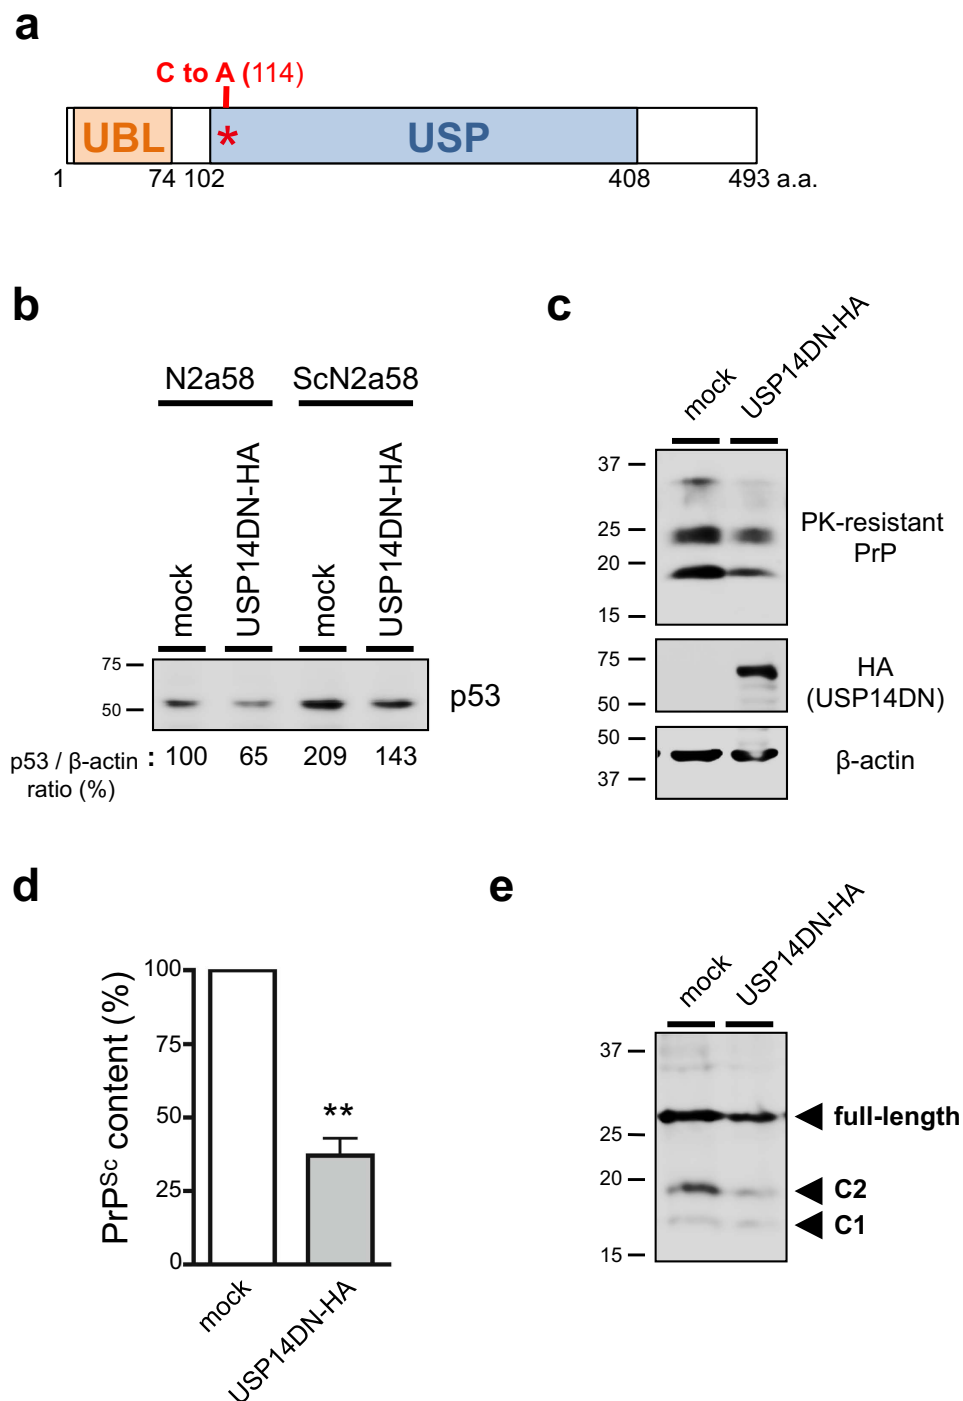 a
C to A (114)
UBL
*
USP
1
74
102
408
493 a.a.
b
N2a58
ScN2a58
mock
USP14DN-HA
mock
USP14DN-HA
75
50
p53
p53 / β-actin : 100 65 209 143
ratio (%)
c
mock
USP14DN-HA
37
25
20
15
PK-resistant
PrP
75
50
HA
(USP14DN)
50
37
β-actin
d
PrPSc content (%)
100
75
50
25
0
**
mock
USP14DN-HA
e
mock
USP14DN-HA
37
25
20
15
full-length
C2
C1